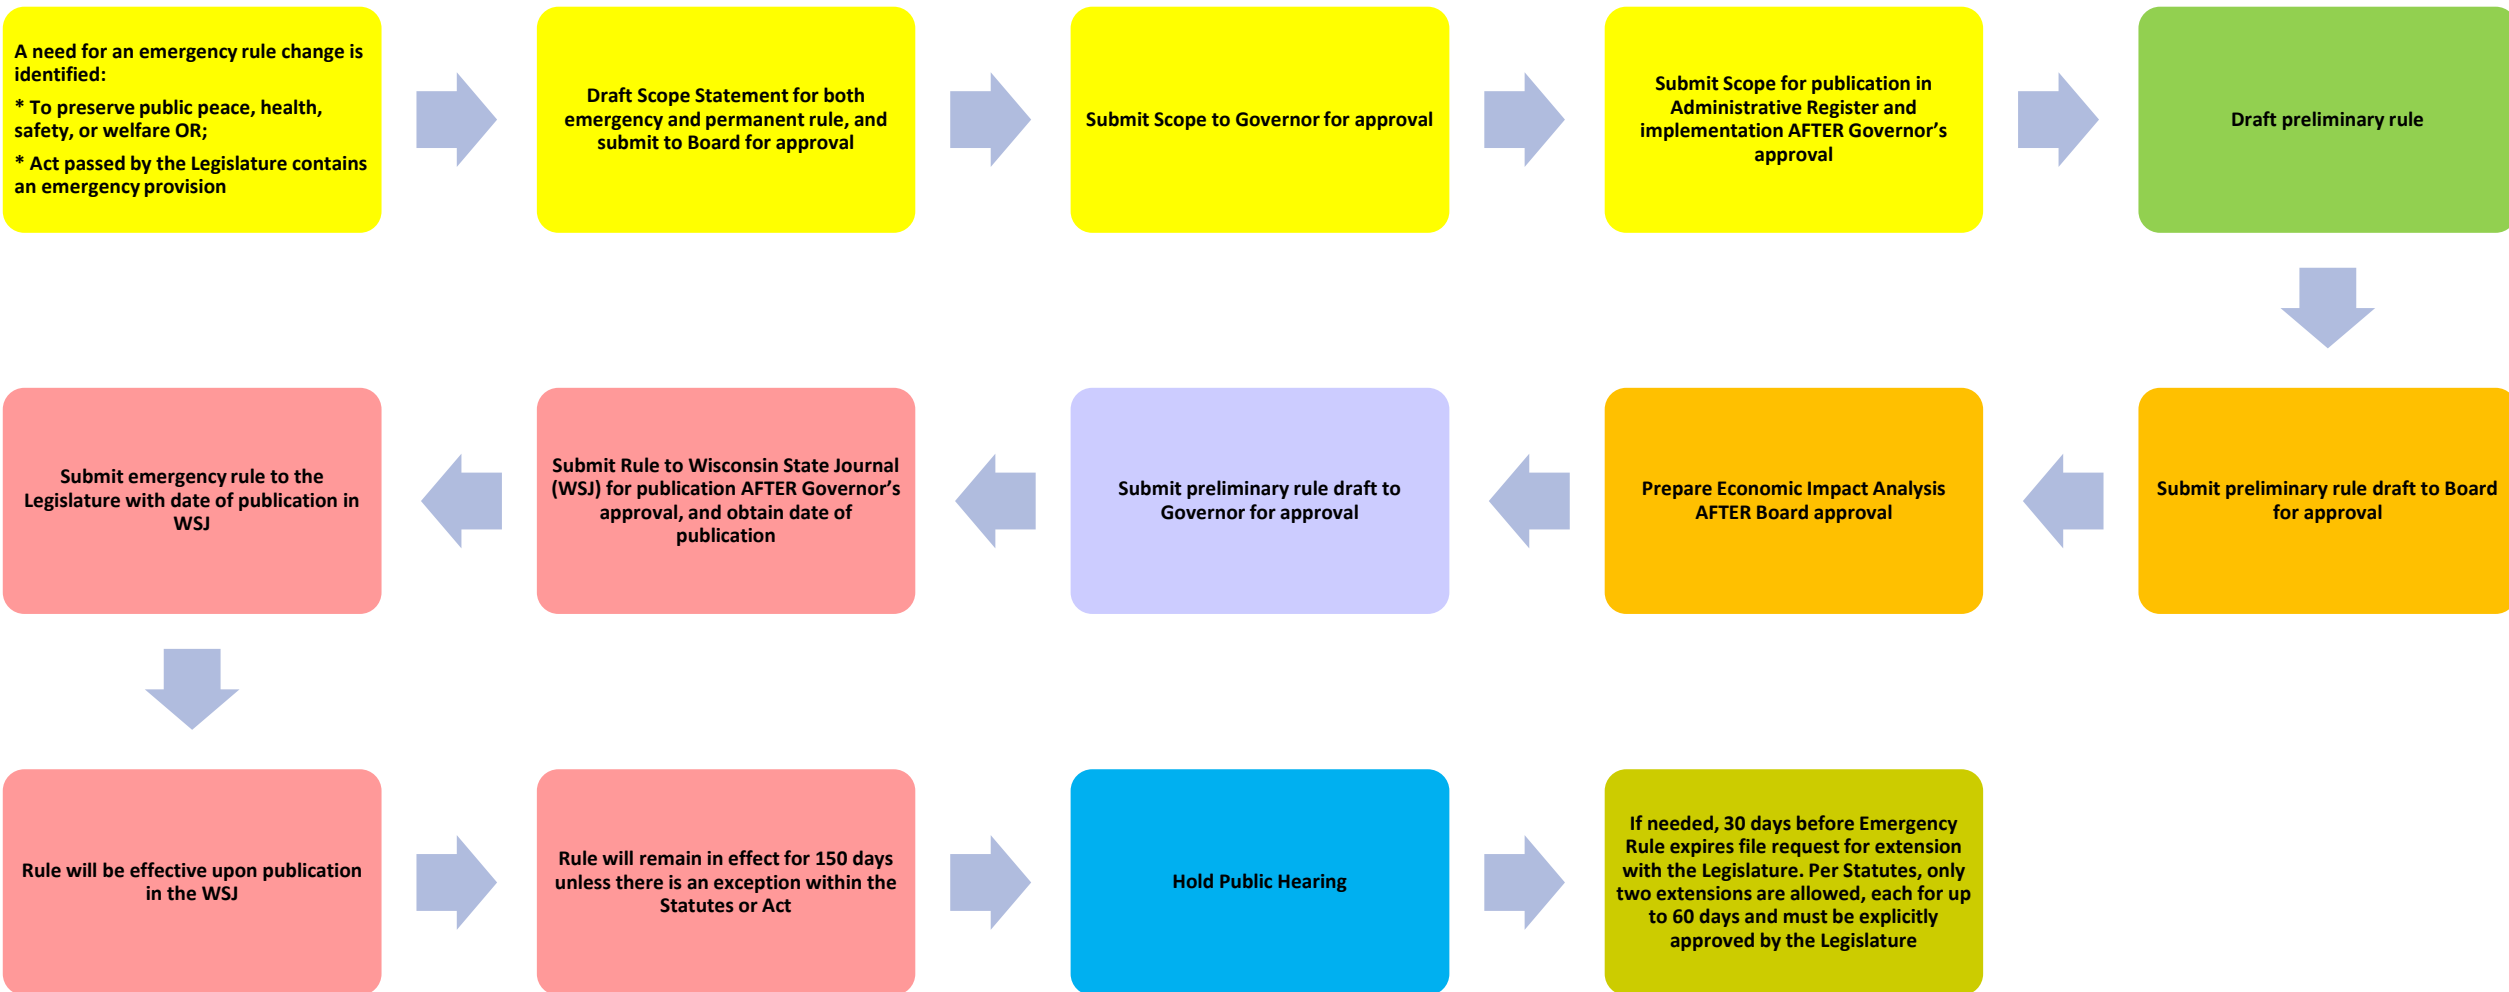 A need for an emergency rule change is
identified:
* To preserve public peace, health,
safety, or welfare OR;
* Act passed by the Legislature contains
an emergency provision
Draft Scope Statement for both
emergency and permanent rule, and
submit to Board for approval
Submit Scope to Governor for approval
Submit Scope for publication in
Administrative Register and
implementation AFTER Governor's
approval
Draft preliminary rule
Submit preliminary rule draft to Board
for approval
Prepare Economic Impact Analysis
AFTER Board approval
Submit preliminary rule draft to
Governor for approval
Submit Rule to Wisconsin State Journal
(WSJ) for publication AFTER Governor's
approval, and obtain date of
publication
Submit emergency rule to the
Legislature with date of publication in
WSJ
Rule will be effective upon publication
in the WSJ
Rule will remain in effect for 150 days
unless there is an exception within the
Statutes or Act
Hold Public Hearing
If needed, 30 days before Emergency
Rule expires file request for extension
with the Legislature. Per Statutes, only
two extensions are allowed, each for up
to 60 days and must be explicitly
approved by the Legislature